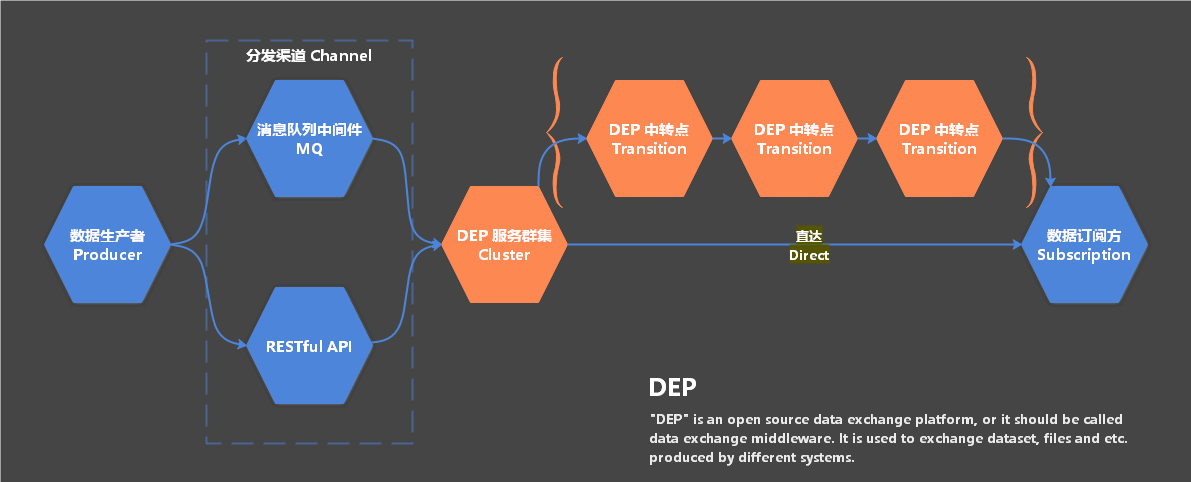 分发渠道 Channel
消息队列中间件
MQ
数据生产者
Producer
RESTful API
DEP 服务群集
Cluster
DEP 中转点
Transition
DEP 中转点
Transition
DEP 中转点
Transition
直达
Direct
数据订阅方
Subscription
DEP
"DEP" is an open source data exchange platform, or it should be called
data exchange middleware. It is used to exchange dataset, files and etc.
produced by different systems.